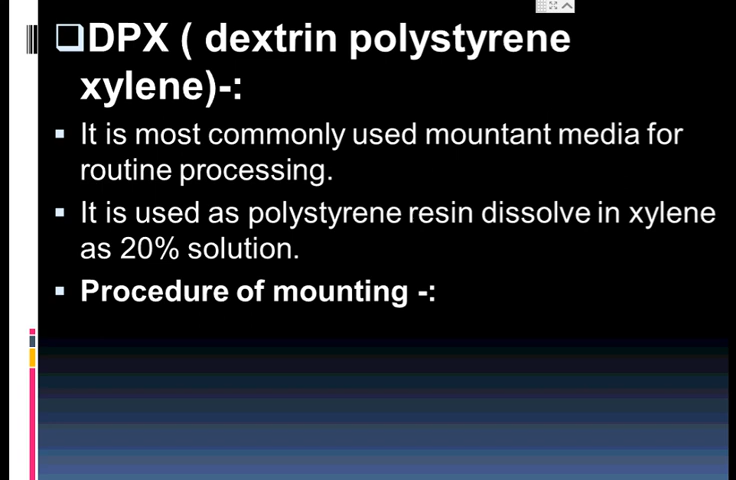 ❑DPX ( dextrin polystyrene
xylene)-:
▪ It is most commonly used mountant media for
routine processing.
▪ It is used as polystyrene resin dissolve in xylene
as 20% solution.
▪ Procedure of mounting -: